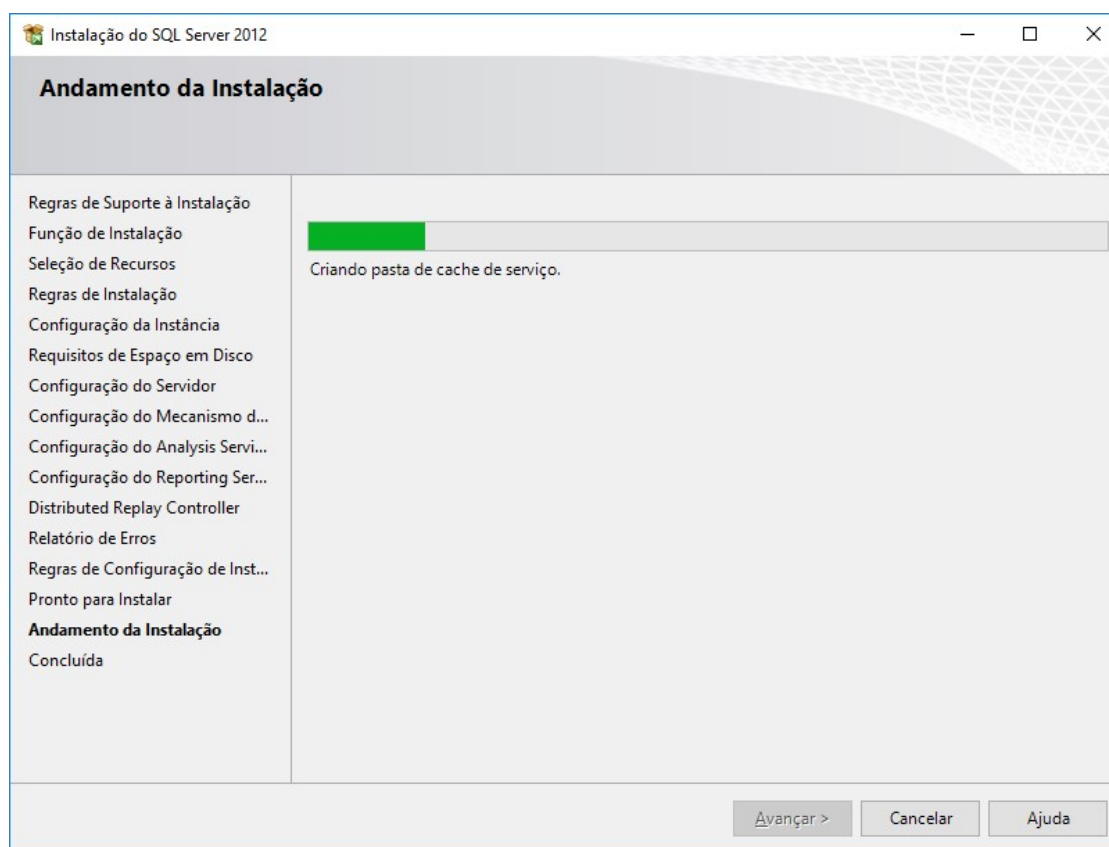 Instalação do SQL Server 2012
Andamento da Instalação
Regras de Suporte à Instalação
Função de Instalação
Seleção de Recursos
Regras de Instalação
Configuração da Instância
Requisitos de Espaço em Disco
Configuração do Servidor
Configuração do Mecanismo d...
Configuração do Analysis Servi...
Configuração do Reporting Ser...
Distributed Replay Controller
Relatório de Erros
Regras de Configuração de Inst...
Pronto para Instalar
Andamento da Instalação
Concluída
Criando pasta de cache de serviço.
Avançar >
Cancelar
Ajuda